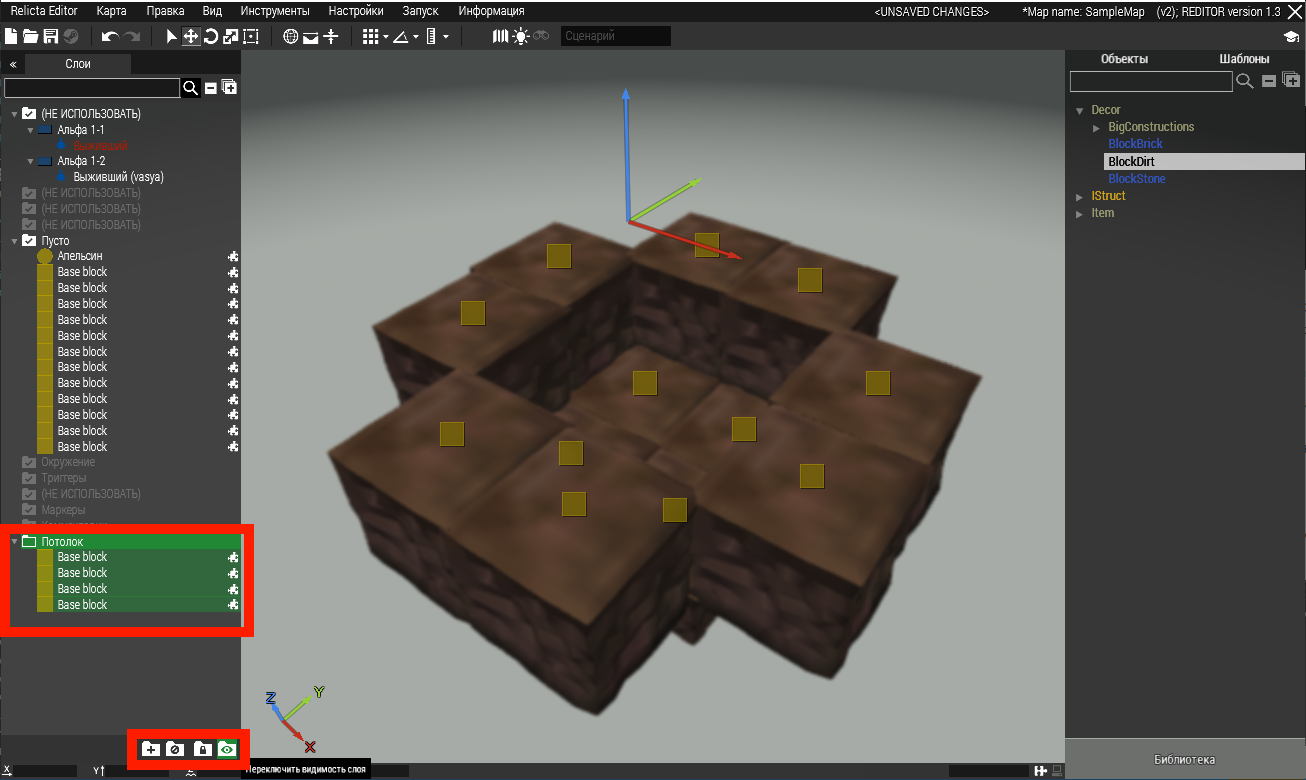 Relicta Editor Карта Правка Вид Инструменты Настройки Запуск Информация <UNSAVED CHANGES> *Map name: SampleMap (v2); REDITOR version 1.3
Сценарий
« Слои
(НЕ ИСПОЛЬЗОВАТЬ)
Альфа 1-1
Выживший
Альфа 1-2
Выживший (vasya)
(НЕ ИСПОЛЬЗОВАТЬ)
(НЕ ИСПОЛЬЗОВАТЬ)
(НЕ ИСПОЛЬЗОВАТЬ)
Пусто
Апельсин
Base block
Base block
Base block
Base block
Base block
Base block
Base block
Base block
Base block
Base block
Base block
Base block
Окружение
Триггеры
(НЕ ИСПОЛЬЗОВАТЬ)
Маркеры
Потолок
Base block
Base block
Base block
Base block
X
Y
Z
Y
X
Переключить видимость слоя
Объекты Шаблоны
Decor
BigConstructions
BlockBrick
BlockDirt
BlockStone
IStruct
Item
Библиотека